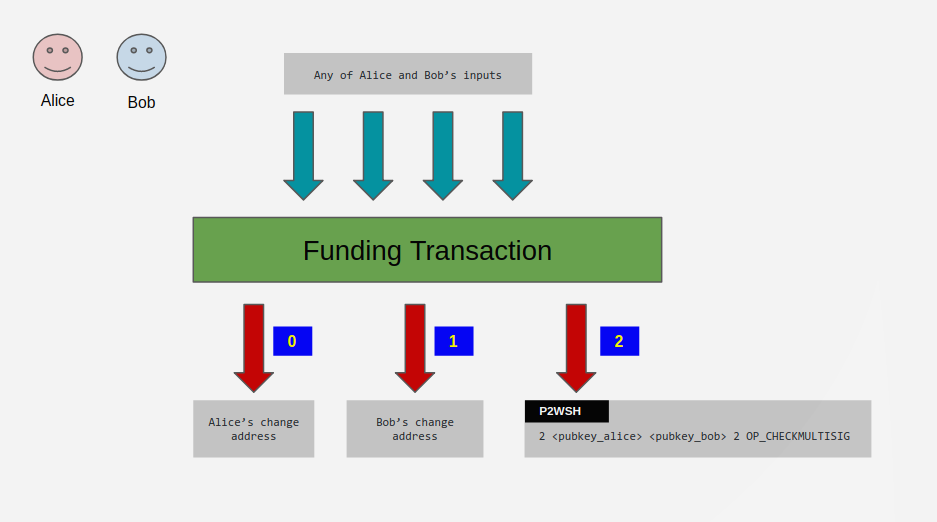 Alice
Bob
Any of Alice and Bob's inputs
Funding Transaction
0
1
2
Alice's change
address
Bob's change
address
P2WSH
2 <pubkey_alice> <pubkey_bob> 2 OP_CHECKMULTISIG